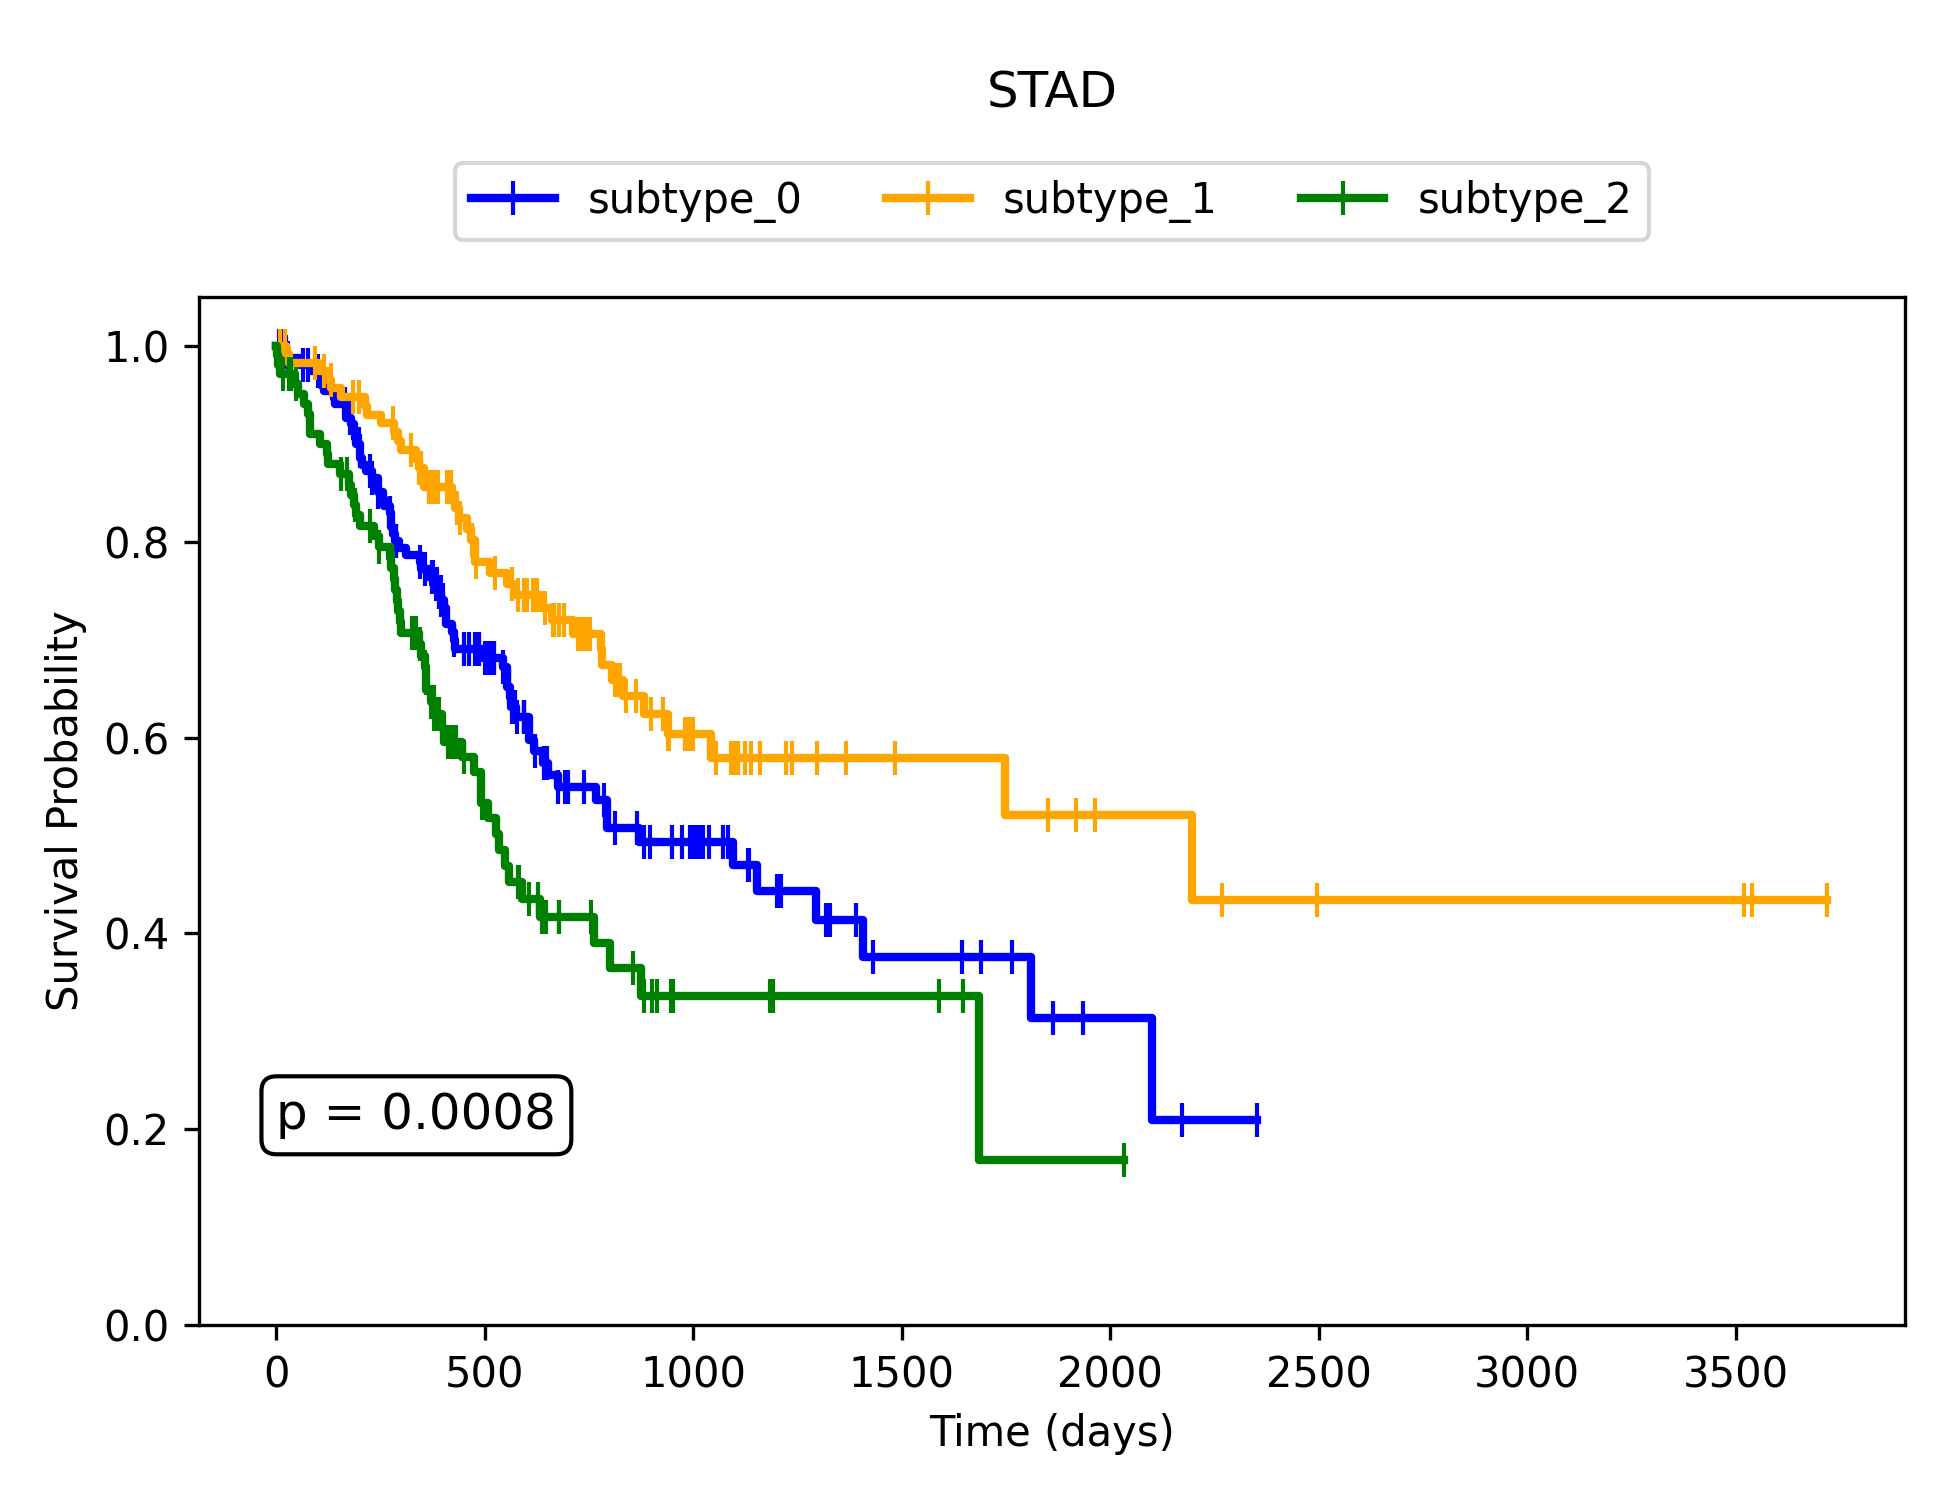 STAD
subtype_0 subtype_1 subtype_2
1.0
0.8
0.6
0.4
0.2
0.0
Survival Probability
p = 0.0008
0 500 1000 1500 2000 2500 3000 3500
Time (days)